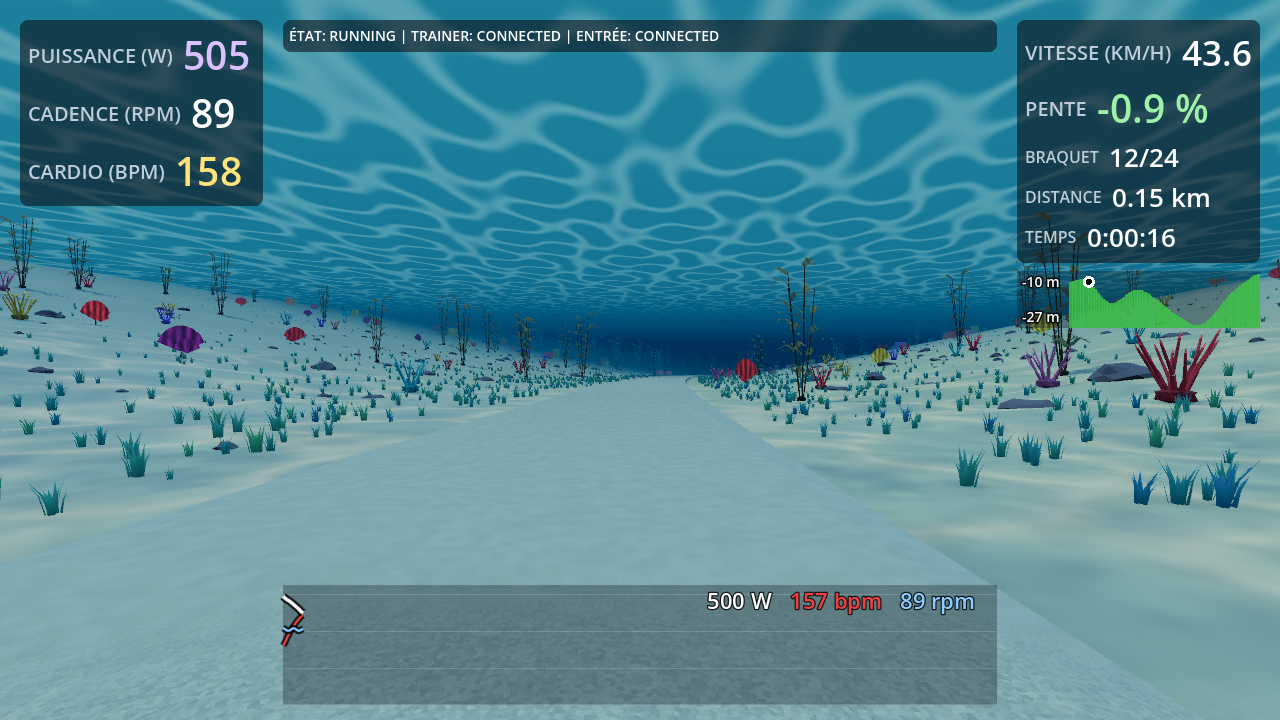 PUISSANCE (W) 505
CADENCE (RPM) 89
CARDIO (BPM) 158
ÉTAT: RUNNING | TRAINER: CONNECTED | ENTRÉE: CONNECTED
VITESSE (KM/H) 43.6
PENTE -0.9 %
BRAQUET 12/24
DISTANCE 0.15 km
TEMPS 0:00:16
-10 m
-27 m
500 W 157 bpm 89 rpm